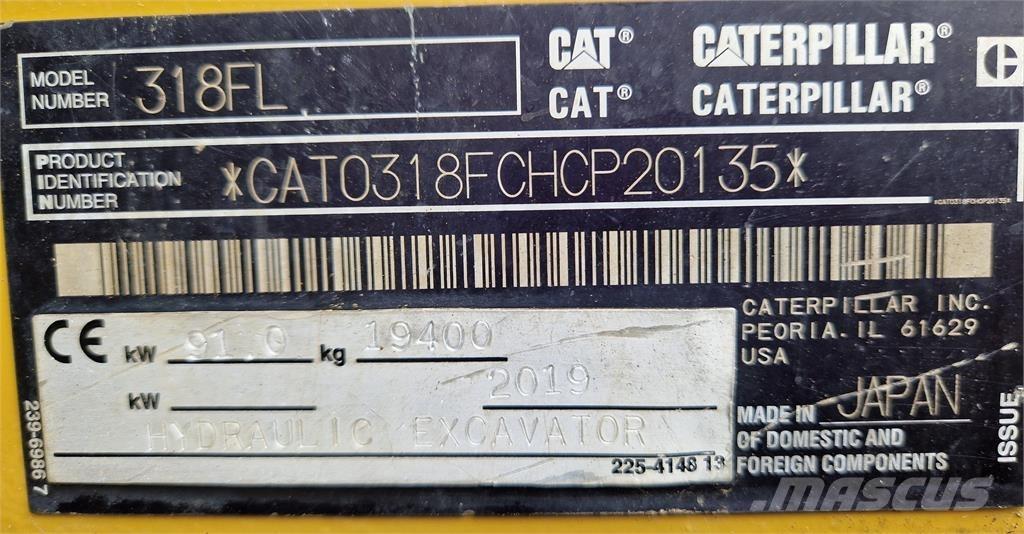 MODEL NUMBER 318FL
CAT® CATERPILLAR®
CAT® CATERPILLAR®
PRODUCT IDENTIFICATION NUMBER *CAT0318FCHCP20135*
*CAT0318FCHCP20135*
CATERPILLAR INC.
PEORIA. IL 61629
USA
CE kW 91.0 kg 19400
kW 2019
HYDRAULIC EXCAVATOR
225-4148 13
239-6986 7
MADE IN JAPAN
OF DOMESTIC AND
FOREIGN COMPONENTS
ISSUE
MASCUS